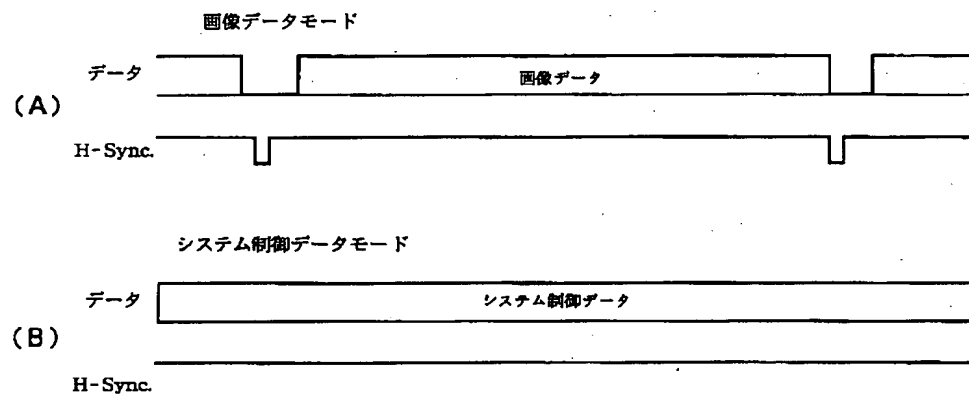 画像データモード
データ
画像データ
(A)
H-Sync.
システム制御データモード
データ
システム制御データ
(B)
H-Sync.